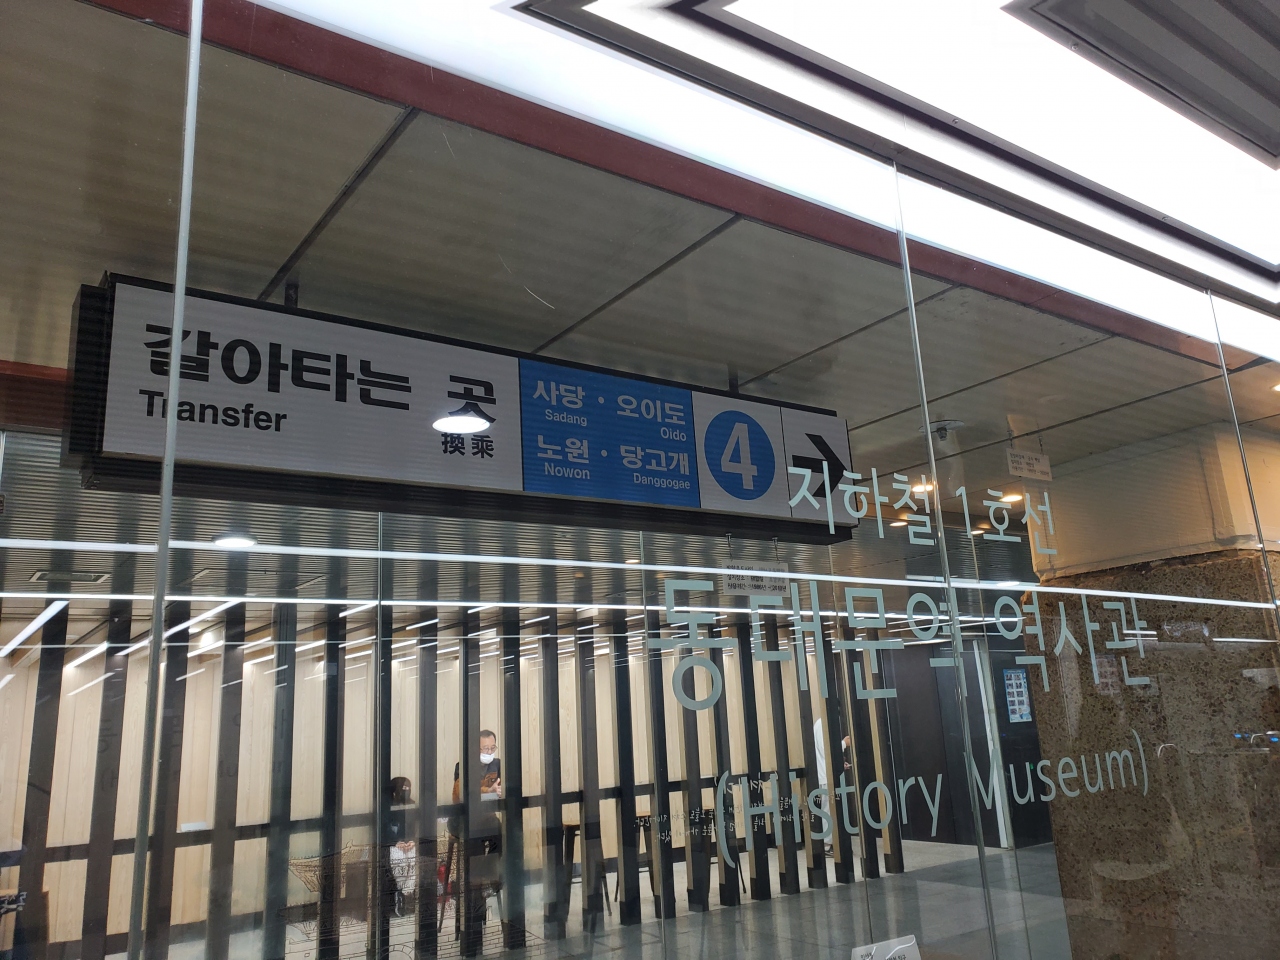 갈아타는 곳
Transfer
換乘
사당 · 오이도
Sadang
Oido
노원 · 당고개
Nowon
Danggogae
4
지하철 1호선
동대문역 역사관
(History Museum)